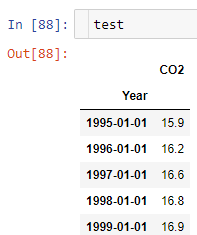 In [88]: test
Out[88]:
CO2
Year
1995-01-01 15.9
1996-01-01 16.2
1997-01-01 16.6
1998-01-01 16.8
1999-01-01 16.9